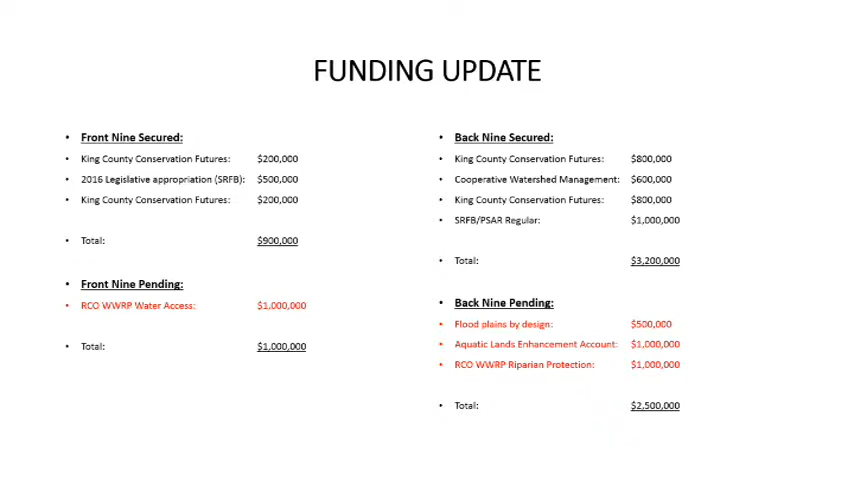 FUNDING UPDATE
• Front Nine Secured:
• King County Conservation Futures: $200,000
• 2016 Legislative appropriation (SRFB): $500,000
• King County Conservation Futures: $200,000
• Total: $900,000
• Front Nine Pending:
• RCO WWRP Water Access: $1,000,000
• Total: $1,000,000
• Back Nine Secured:
• King County Conservation Futures: $800,000
• Cooperative Watershed Management: $600,000
• King County Conservation Futures: $800,000
• SRFB/PSAR Regular: $1,000,000
• Total: $3,200,000
• Back Nine Pending:
• Flood plains by design: $500,000
• Aquatic Lands Enhancement Account: $1,000,000
• RCO WWRP Riparian Protection: $1,000,000
• Total: $2,500,000